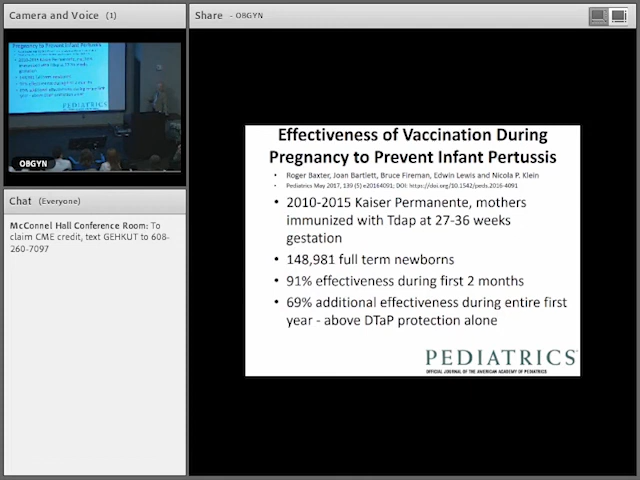 Camera and Voice (1)
OBGYN
Chat (Everyone)
McConnel Hall Conference Room: To
claim CME credit, text GEHKUT to 608-
260-7097
Share - OBGYN
Effectiveness of Vaccination During
Pregnancy to Prevent Infant Pertussis
• Roger Baxter, Joan Bartlett, Bruce Fireman, Edwin Lewis and Nicola P. Klein
• Pediatrics May 2017, 139 (5) e20164091; DOI: https://doi.org/10.1542/peds.2016-4091
• 2010-2015 Kaiser Permanente, mothers
immunized with Tdap at 27-36 weeks
gestation
• 148,981 full term newborns
• 91% effectiveness during first 2 months
• 69% additional effectiveness during entire first
year - above DTaP protection alone
PEDIATRICS
OFFICIAL JOURNAL OF THE AMERICAN ACADEMY OF PEDIATRICS